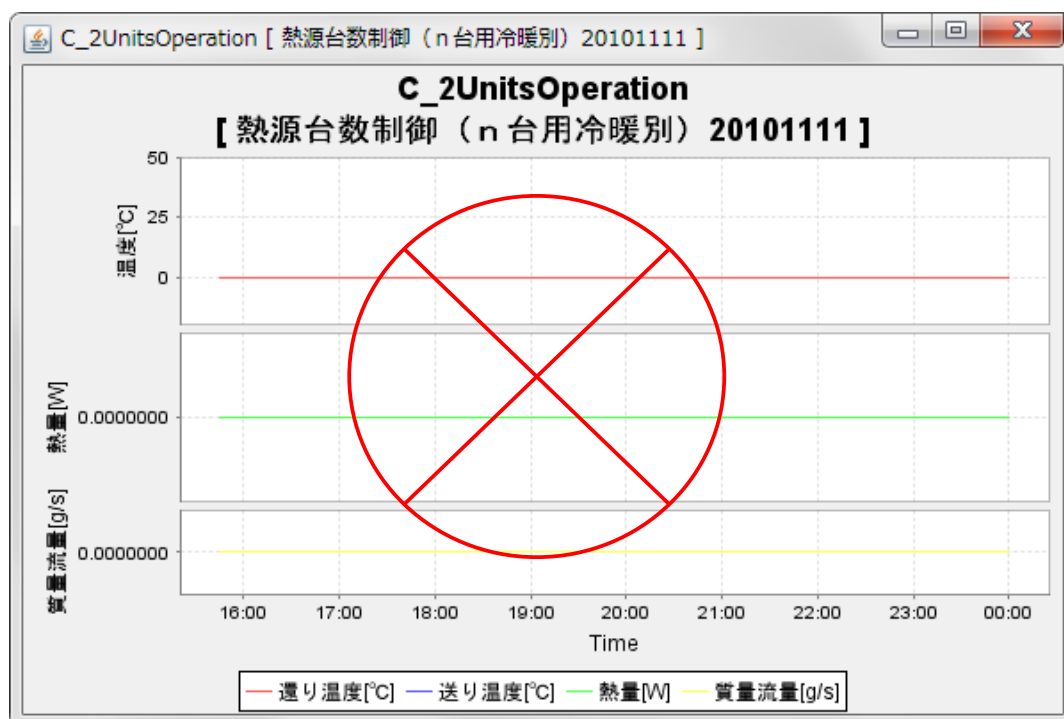 C_2UnitsOperation [ 熱源台数制御（ｎ台用冷暖別）20101111 ]
C_2UnitsOperation
[ 熱源台数制御（ｎ台用冷暖別）20101111 ]
温度[℃]
50
25
0
熱量[W]
0.0000000
質量流量[g/s]
0.0000000
16:00 17:00 18:00 19:00 20:00 21:00 22:00 23:00 00:00
Time
還り温度[℃] 送り温度[℃] 熱量[W] 質量流量[g/s]